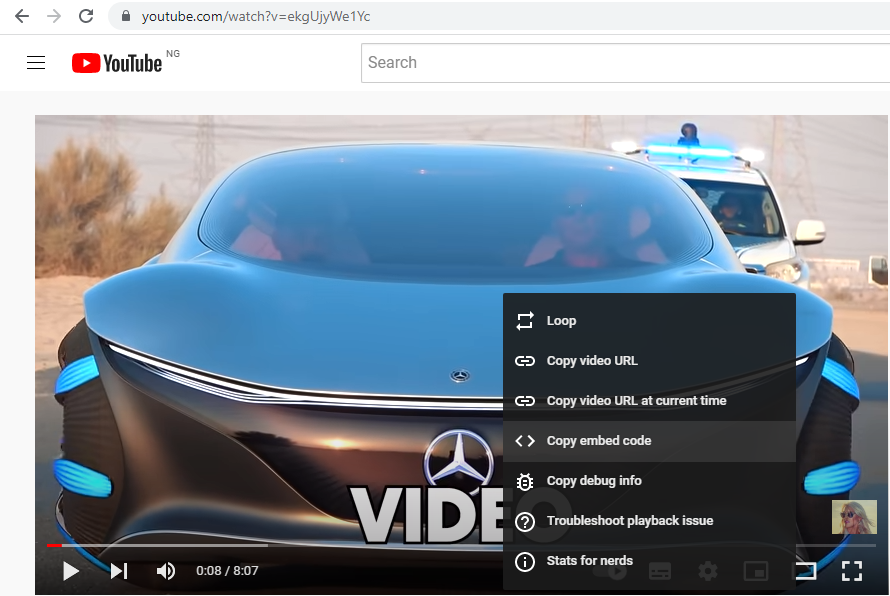 youtube.com/watch?v=ekgUjyWe1Yc
YouTube NG
Search
Loop
Copy video URL
Copy video URL at current time
Copy embed code
Copy debug info
Troubleshoot playback issue
Stats for nerds
VIDEO
0:08 / 8:07